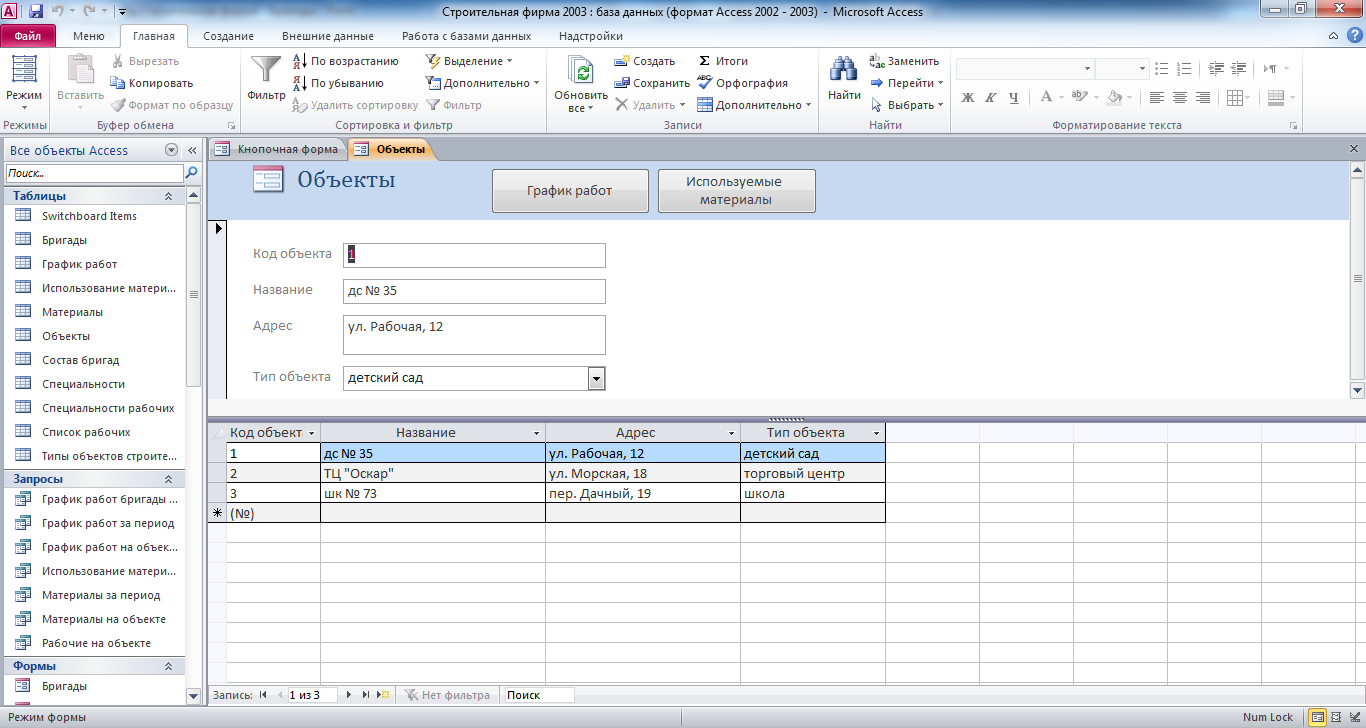 Строительная фирма 2003 : база данных (формат Access 2002 - 2003) - Microsoft Access
Файл Меню Главная Создание Внешние данные Работа с базами данных Надстройки
Режим
Режимы
Вставить
Вырезать
Копировать
Формат по образцу
Буфер обмена
Фильтр
По возрастанию
По убыванию
Удалить сортировку
Выделение
Дополнительно
Фильтр
Сортировка и фильтр
Обновить все
Создать
Сохранить
Удалить
Итоги
Орфография
Дополнительно
Записи
Найти
Заменить
Перейти
Выбрать
Найти
Ж К Ч
Форматирование текста
Все объекты Access
Поиск...
Таблицы
Switchboard Items
Бригады
График работ
Использование матери...
Материалы
Объекты
Состав бригад
Специальности
Специальности рабочих
Список рабочих
Типы объектов строите...
Запросы
График работ бригады ...
График работ за период
График работ на объек...
Использование матери...
Материалы за период
Материалы на объекте
Рабочие на объекте
Формы
Бригады
Кнопочная форма Объекты
Объекты
График работ
Используемые
материалы
Код объекта 1
Название дс № 35
Адрес ул. Рабочая, 12
Тип объекта детский сад
Код объект Название Адрес Тип объекта
1 дс № 35 ул. Рабочая, 12 детский сад
2 ТЦ "Оскар" ул. Морская, 18 торговый центр
3 шк № 73 пер. Дачный, 19 школа
(№)
Запись: 1 из 3 Нет фильтра Поиск
Режим формы Num Lock